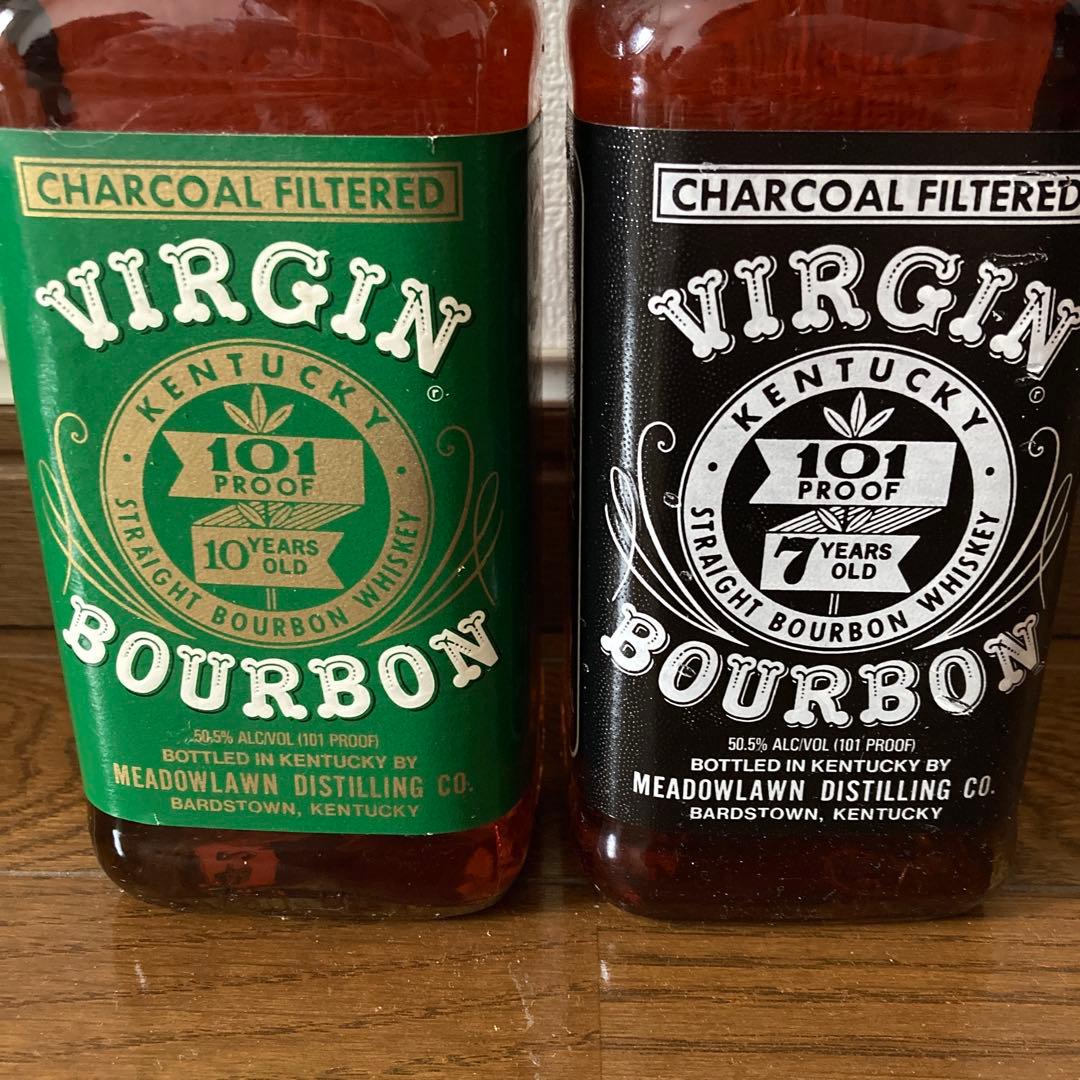 CHARCOAL FILTERED
VIRGIN
®
KENTUCKY
101
PROOF
10 YEARS
OLD
STRAIGHT BOURBON WHISKEY
BOURBON
50.5% ALC/VOL (101 PROOF)
BOTTLED IN KENTUCKY BY
MEADOWLAWN DISTILLING CO.
BARDSTOWN, KENTUCKY
CHARCOAL FILTERED
VIRGIN
®
KENTUCKY
101
PROOF
7 YEARS
OLD
STRAIGHT BOURBON WHISKEY
BOURBON
50.5% ALC/VOL (101 PROOF)
BOTTLED IN KENTUCKY BY
MEADOWLAWN DISTILLING CO.
BARDSTOWN, KENTUCKY